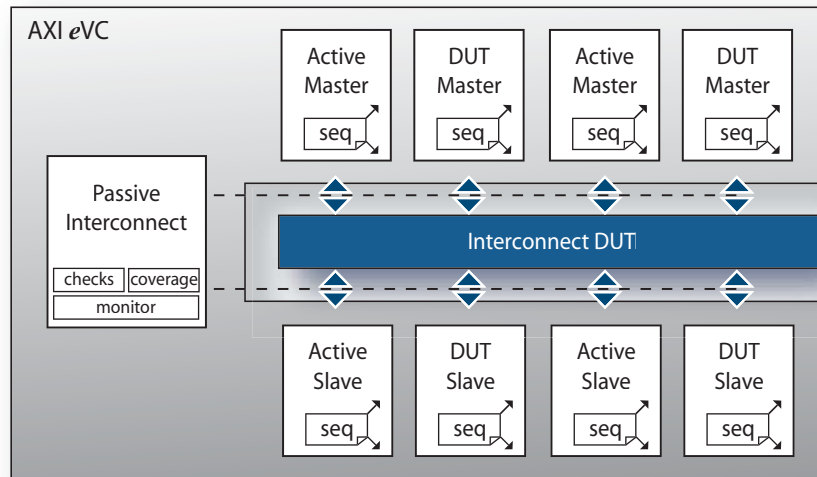 AXI eVC
Active
Master
seq
DUT
Master
seq
Active
Master
seq
DUT
Master
seq
Passive
Interconnect
checks
coverage
monitor
Interconnect DUT
Active
Slave
seq
DUT
Slave
seq
Active
Slave
seq
DUT
Slave
seq